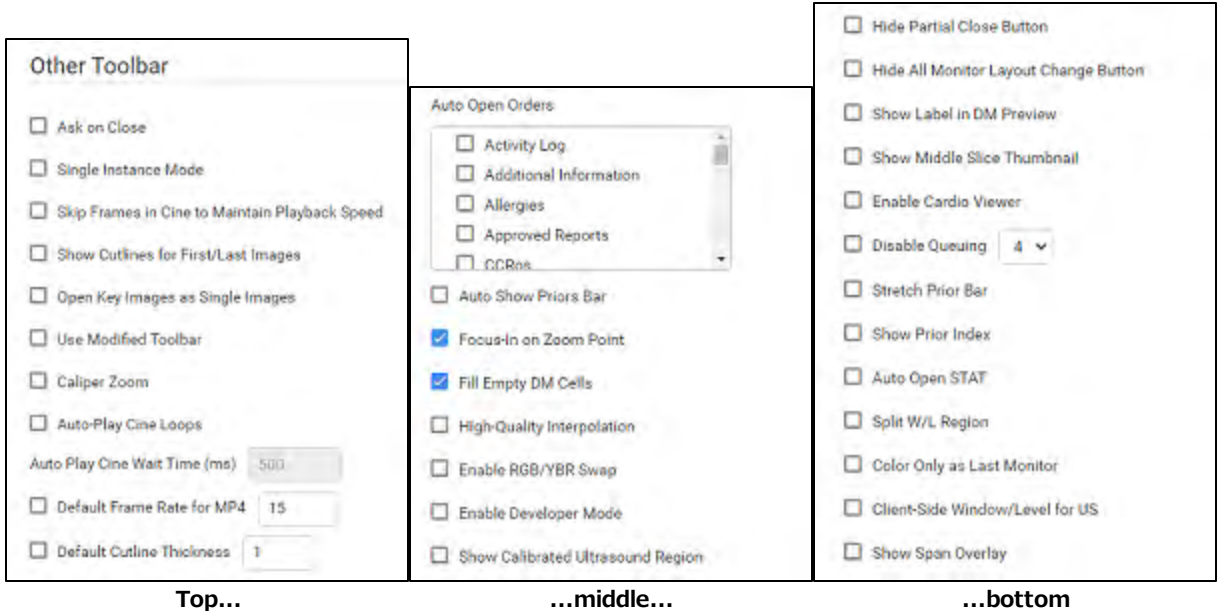 Other Toolbar
Ask on Close
Single Instance Mode
Skip Frames in Cine to Maintain Playback Speed
Show Cutlines for First/Last Images
Open Key Images as Single Images
Use Modified Toolbar
Caliper Zoom
Auto-Play Cine Loops
Auto Play Cine Wait Time (ms) 500
Default Frame Rate for MP4 15
Default Cutline Thickness 1
Top...
Auto Open Orders
Activity Log
Additional Information
Allergies
Approved Reports
CCRos
Auto Show Priors Bar
Focus-In on Zoom Point
Fill Empty DM Cells
High-Quality Interpolation
Enable RGB/YBR Swap
Enable Developer Mode
Show Calibrated Ultrasound Region
...middle...
Hide Partial Close Button
Hide All Monitor Layout Change Button
Show Label in DM Preview
Show Middle Slice Thumbnail
Enable Cardio Viewer
Disable Queuing 4
Stretch Prior Bar
Show Prior Index
Auto Open STAT
Split W/L Region
Color Only as Last Monitor
Client-Side Window/Level for US
Show Span Overlay
...bottom